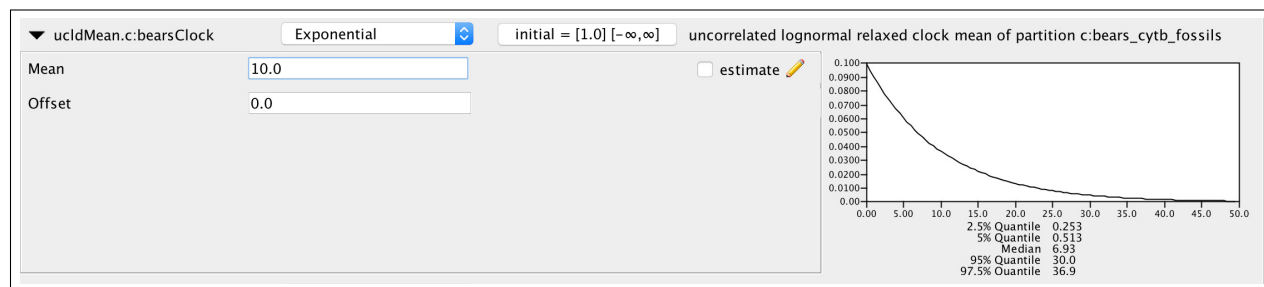 ucldMean.c:bearsClock Exponential initial = [1.0] [-∞,∞] uncorrelated lognormal relaxed clock mean of partition c:bears_cytb_fossils
Mean 10.0 estimate
Offset 0.0
0.100
0.0900
0.0800
0.0700
0.0600
0.0500
0.0400
0.0300
0.0200
0.0100
0.00
0.00 5.00 10.0 15.0 20.0 25.0 30.0 35.0 40.0 45.0 50.0
2.5% Quantile 0.253
5% Quantile 0.513
Median 6.93
95% Quantile 30.0
97.5% Quantile 36.9